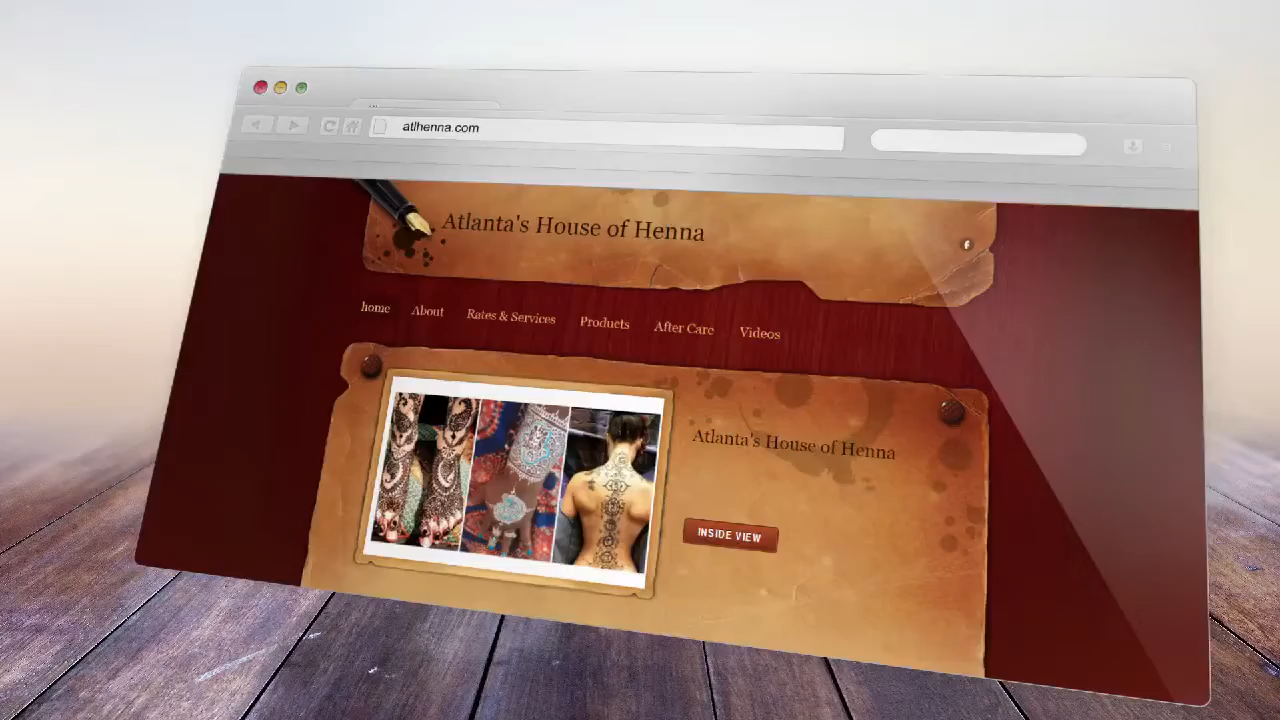 atlhenna.com
Atlanta's House of Henna
f
home About Rates & Services Products After Care Videos
Atlanta's House of Henna
INSIDE VIEW